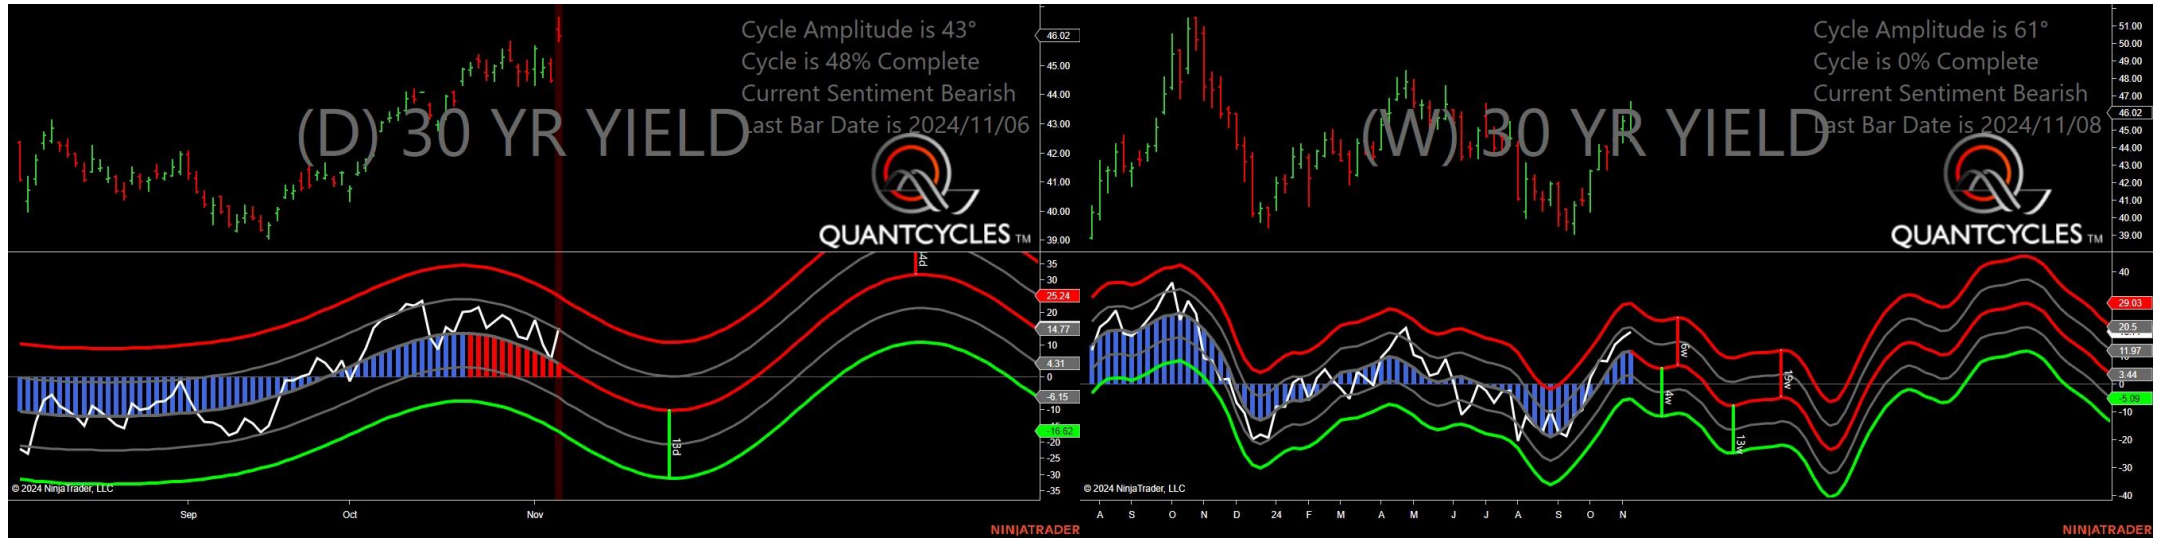 Cycle Amplitude is 43°
Cycle is 48% Complete
Current Sentiment Bearish
Last Bar Date is 2024/11/06
(D) 30 YR YIELD
QUANTCYCLES TM
46.02
45.00
44.00
43.00
42.00
41.00
40.00
39.00
35
30
25.24
20
14.77
10
4.31
0
-6.15
-10
-16.62
-20
-25
-30
-35
13d
© 2024 NinjaTrader, LLC
Sep Oct Nov
NINJATRADER
Cycle Amplitude is 61°
Cycle is 0% Complete
Current Sentiment Bearish
Last Bar Date is 2024/11/08
(W) 30 YR YIELD
QUANTCYCLES TM
51.00
50.00
49.00
48.00
47.00
46.02
45.00
44.00
43.00
42.00
41.00
40.00
39.00
40
29.03
20.5
11.97
3.44
0
-5.09
-10
-20
-30
-40
6w
4w
13w
19w
© 2024 NinjaTrader, LLC
A S O N D 24 F M A M J J A S O N
NINJATRADER